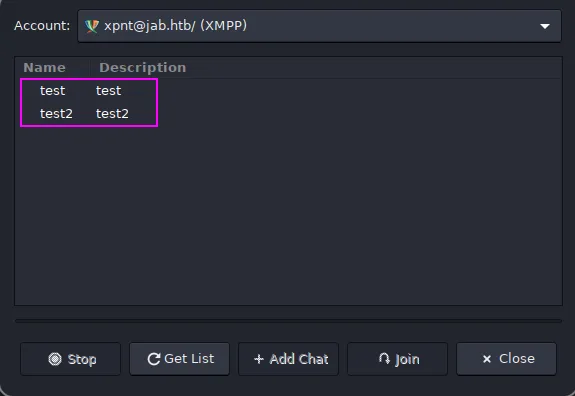 Account: xpnt@jab.htb/ (XMPP)
Name Description
test test
test2 test2
Stop Get List Add Chat Join Close